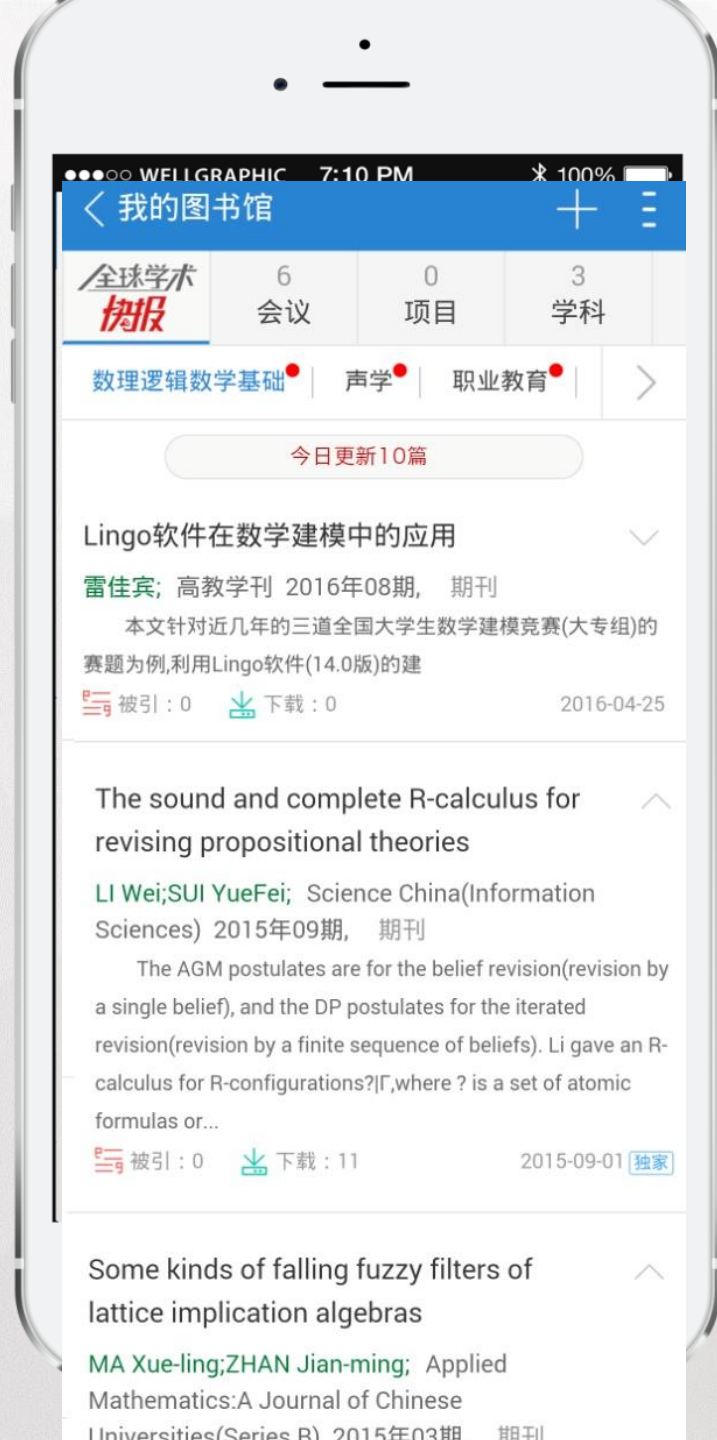 WELLGRAPHIC 7:10 PM 100%
我的图书馆
全球学术 6 0 3
快报 会议 项目 学科
数理逻辑数学基础 声学 职业教育
今日更新10篇
Lingo软件在数学建模中的应用
雷佳宾; 高教学刊 2016年08期, 期刊
本文针对近几年的三道全国大学生数学建模竞赛(大专组)的
赛题为例,利用Lingo软件(14.0版)的建
被引:0 下载:0 2016-04-25
The sound and complete R-calculus for
revising propositional theories
LI Wei;SUI YueFei; Science China(Information
Sciences) 2015年09期, 期刊
The AGM postulates are for the belief revision(revision by
a single belief), and the DP postulates for the iterated
revision(revision by a finite sequence of beliefs). Li gave an R-
calculus for R-configurations?|Γ,where ? is a set of atomic
formulas or...
被引:0 下载:11 2015-09-01 独家
Some kinds of falling fuzzy filters of
lattice implication algebras
MA Xue-ling;ZHAN Jian-ming; Applied
Mathematics:A Journal of Chinese
Universities(Series B) 2015年03期, 期刊